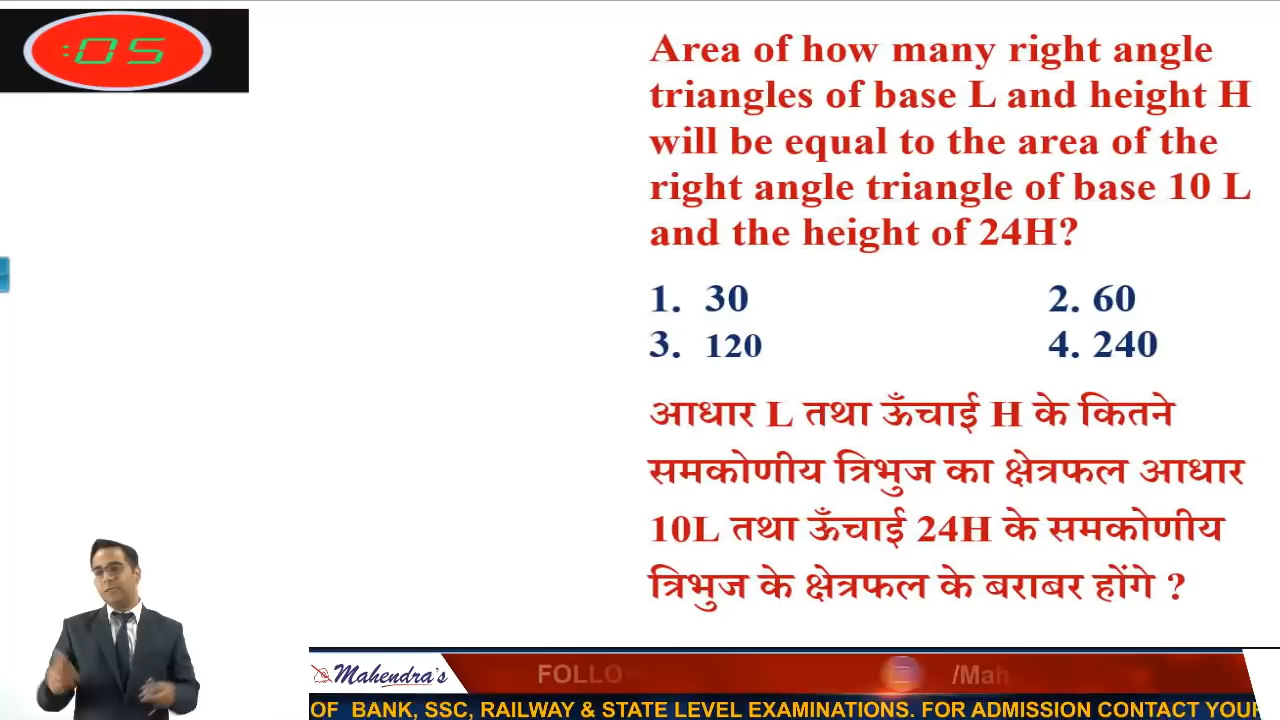 :05
Area of how many right angle
triangles of base L and height H
will be equal to the area of the
right angle triangle of base 10 L
and the height of 24H?
1. 30 2. 60
3. 120 4. 240
आधार L तथा ऊँचाई H के कितने
समकोणीय त्रिभुज का क्षेत्रफल आधार
10L तथा ऊँचाई 24H के समकोणीय
त्रिभुज के क्षेत्रफल के बराबर होंगे ?
Mahendra's FOLLO /Mah
OF BANK, SSC, RAILWAY & STATE LEVEL EXAMINATIONS. FOR ADMISSION CONTACT YOUR